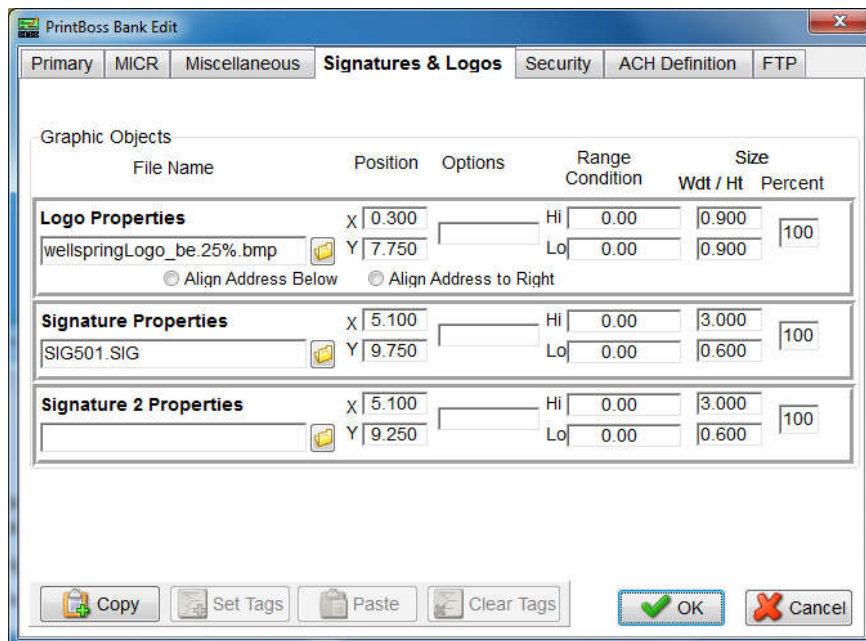 PrintBoss Bank Edit
Primary MICR Miscellaneous Signatures & Logos Security ACH Definition FTP
Graphic Objects
File Name Position Options Range Condition Size
Wdt / Ht Percent
Logo Properties X 0.300 Hi 0.00 0.900 100
wellspringLogo_be.25%.bmp Y 7.750 Lo 0.00 0.900
Align Address Below Align Address to Right
Signature Properties X 5.100 Hi 0.00 3.000 100
SIG501.SIG Y 9.750 Lo 0.00 0.600
Signature 2 Properties X 5.100 Hi 0.00 3.000 100
Y 9.250 Lo 0.00 0.600
Copy Set Tags Paste Clear Tags OK Cancel